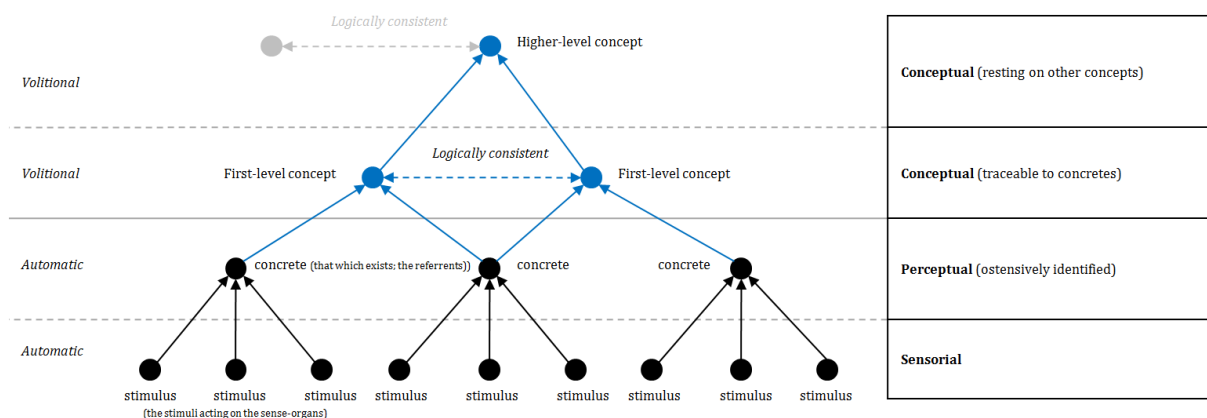 Logically consistent
Higher-level concept
Volitional
Conceptual (resting on other concepts)
Logically consistent
Volitional
First-level concept
First-level concept
Conceptual (traceable to concretes)
Automatic
concrete (that which exists; the referrents))
concrete
concrete
Perceptual (ostensively identified)
Automatic
Sensorial
stimulus stimulus stimulus stimulus stimulus stimulus stimulus stimulus stimulus
(the stimuli acting on the sense-organs)